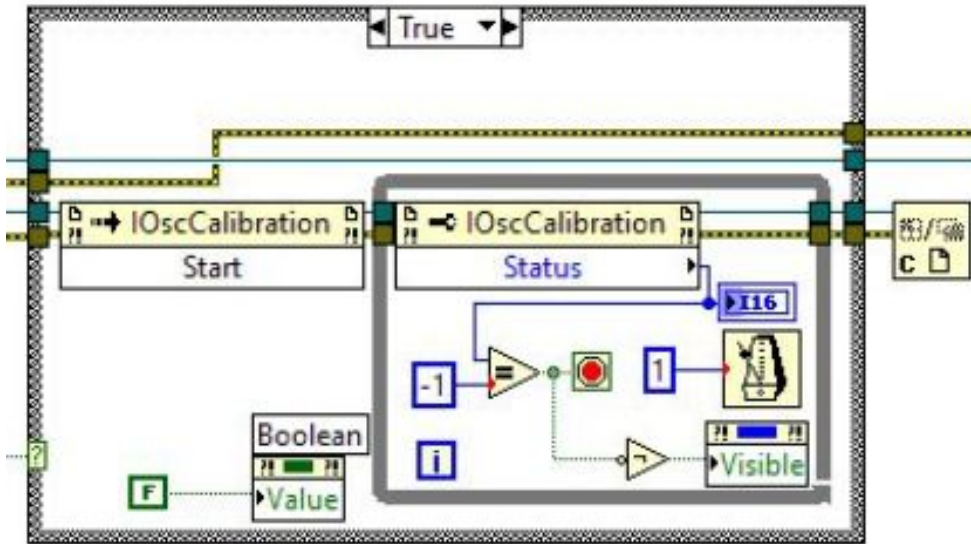 True
IOscCalibration
Start
IOscCalibration
Status
I16
-1
=
1
i
Boolean
Value
F
Visible
?
C